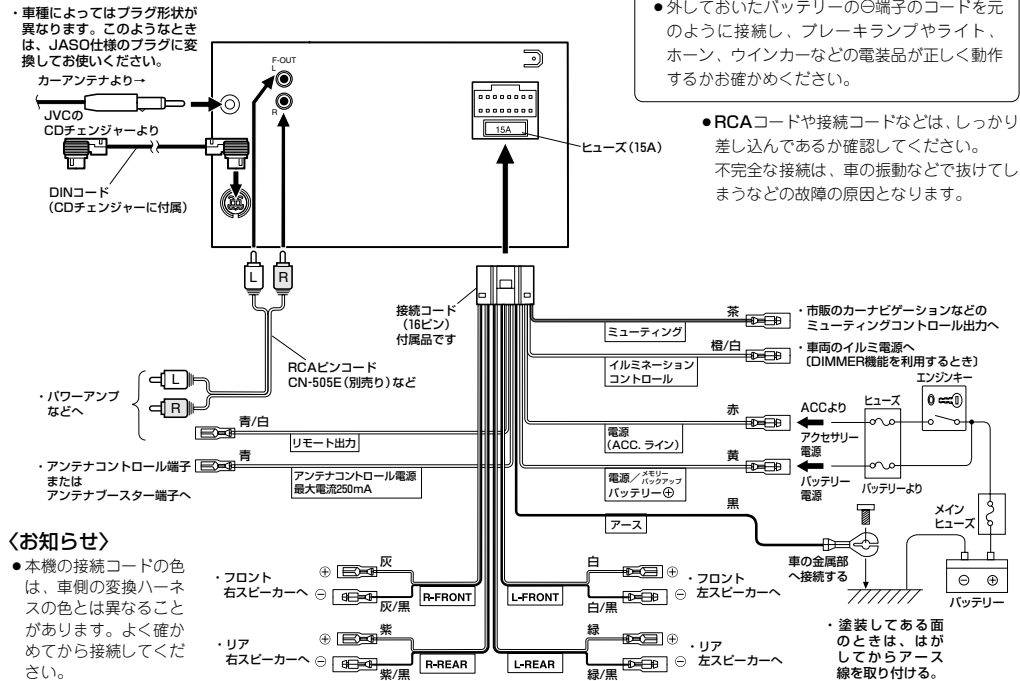 ・車種によってはプラグ形状が
異なります。このようなとき
は、JASO仕様のプラグに変
換してお使いください。
カーアンテナより→
JVCの
CDチェンジャーより
DINコード
(CDチェンジャーに付属)
F-OUT
L
R
15A
ヒューズ(15A)
●外しておいたバッテリーの⊖端子のコードを元
のように接続し、ブレーキランプやライト、
ホーン、ウインカーなどの電装品が正しく動作
するかお確かめください。
●RCAコードや接続コードなどは、しっかり
差し込んであるか確認してください。
不完全な接続は、車の振動などで抜けてし
まうなどの故障の原因となります。
L
R
接続コード
(16ピン)
付属品です
RCAピンコード
CN-505E(別売り)など
・パワーアンプ
などへ
L
R
青/白
リモート出力
・アンテナコントロール端子
または
アンテナブースター端子へ
青
アンテナコントロール電源
最大電流250mA
茶
ミューティング
・市販のカーナビゲーションなどの
ミューティングコントロール出力へ
橙/白
イルミネーション
コントロール
・車両のイルミ電源へ
〔DIMMER機能を利用するとき〕
エンジンキー
赤
電源
(ACC. ライン)
ACCより
アクセサリー
電源
ヒューズ
黄
電源/メモリーバックアップ
バッテリー⊕
バッテリー
電源
バッテリーより
黒
アース
メイン
ヒューズ
車の金属部
へ接続する
⊖ ⊕
バッテリー
・塗装してある面
のときは、はが
してからアース
線を取り付ける。
〈お知らせ〉
●本機の接続コードの色
は、車側の変換ハーネ
スの色とは異なること
があります。よく確か
めてから接続してくだ
さい。
・フロント
右スピーカーへ
⊕
⊖
灰
灰/黒
R-FRONT
L-FRONT
白
白/黒
⊕
⊖
・フロント
左スピーカーへ
・リア
右スピーカーへ
⊕
⊖
紫
紫/黒
R-REAR
L-REAR
緑
緑/黒
⊕
⊖
・リア
左スピーカーへ